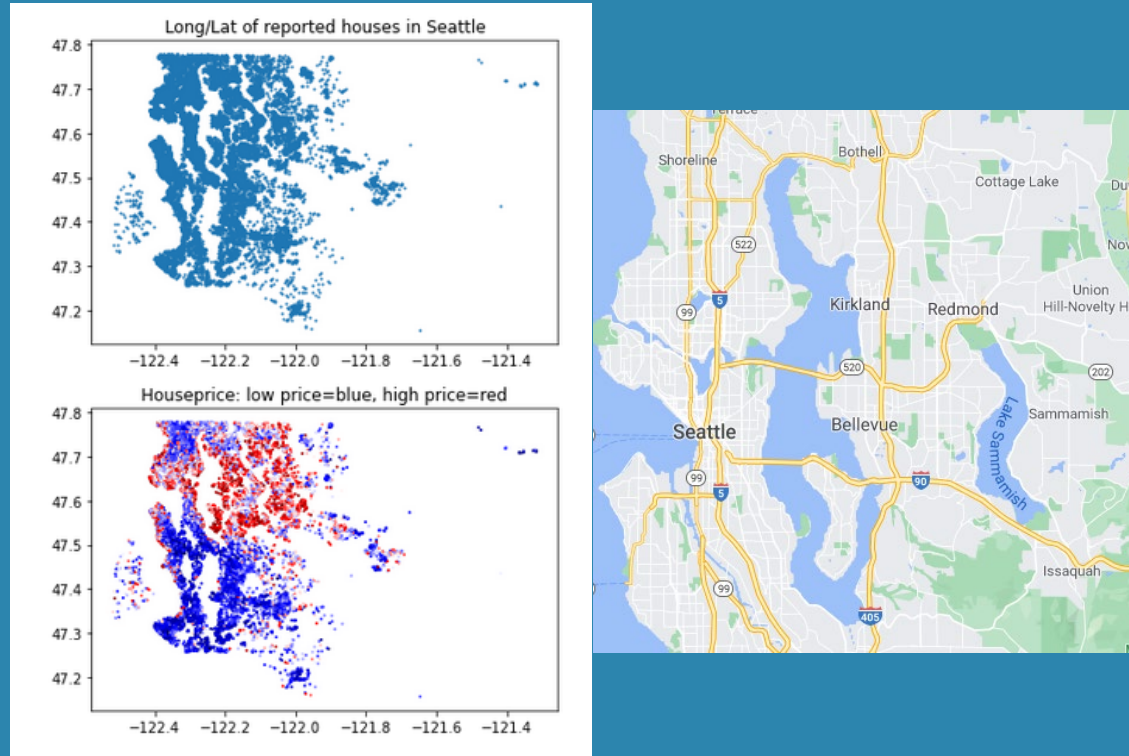 Long/Lat of reported houses in Seattle
47.8
47.7
47.6
47.5
47.4
47.3
47.2
−122.4 −122.2 −122.0 −121.8 −121.6 −121.4
Houseprice: low price=blue, high price=red
47.8
47.7
47.6
47.5
47.4
47.3
47.2
−122.4 −122.2 −122.0 −121.8 −121.6 −121.4
Shoreline
Bothell
Cottage Lake
522
5
99
Kirkland
Redmond
Union
Hill-Novelty H
520
202
Seattle
Bellevue
Lake Sammamish
Sammamish
99
5
90
Issaquah
99
405